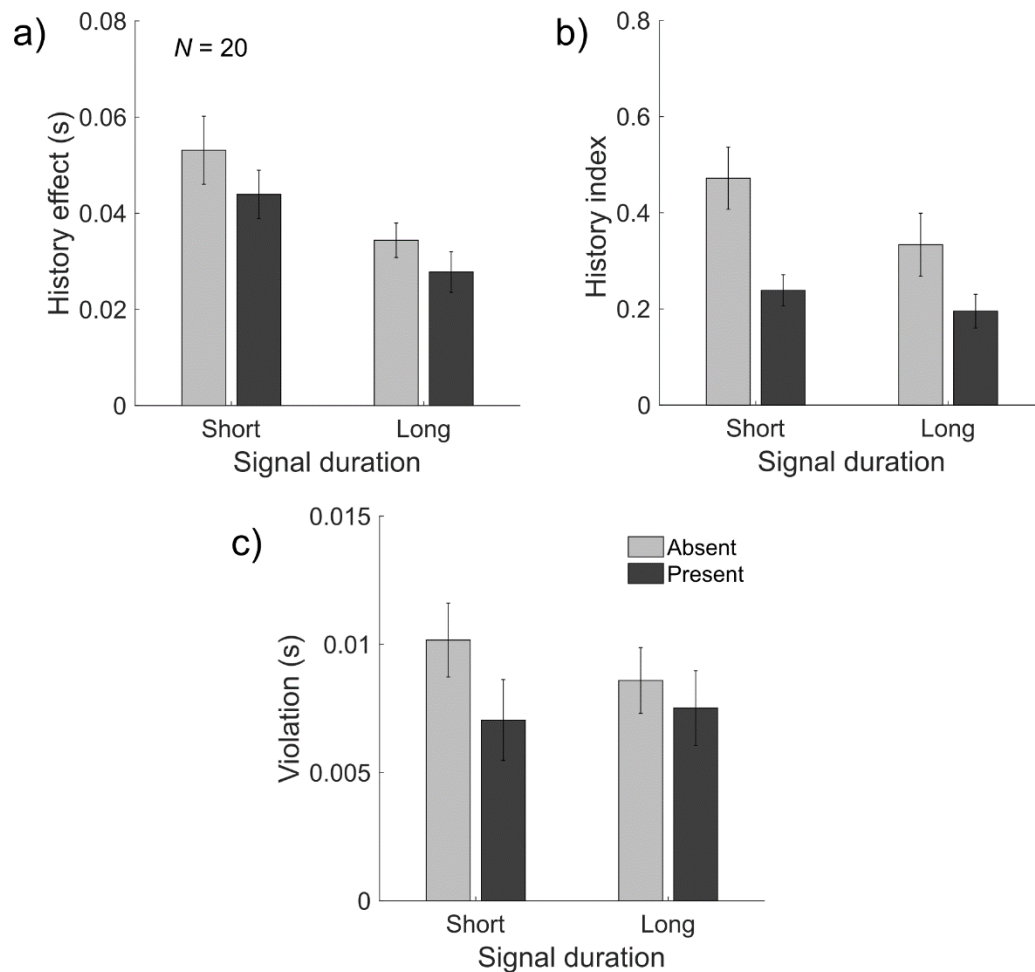 a)
N = 20
0.08
0.06
0.04
0.02
0
History effect (s)
Short
Long
Signal duration
b)
0.8
0.6
0.4
0.2
0
History index
Short
Long
Signal duration
c)
0.015
0.01
0.005
0
Violation (s)
Absent
Present
Short
Long
Signal duration